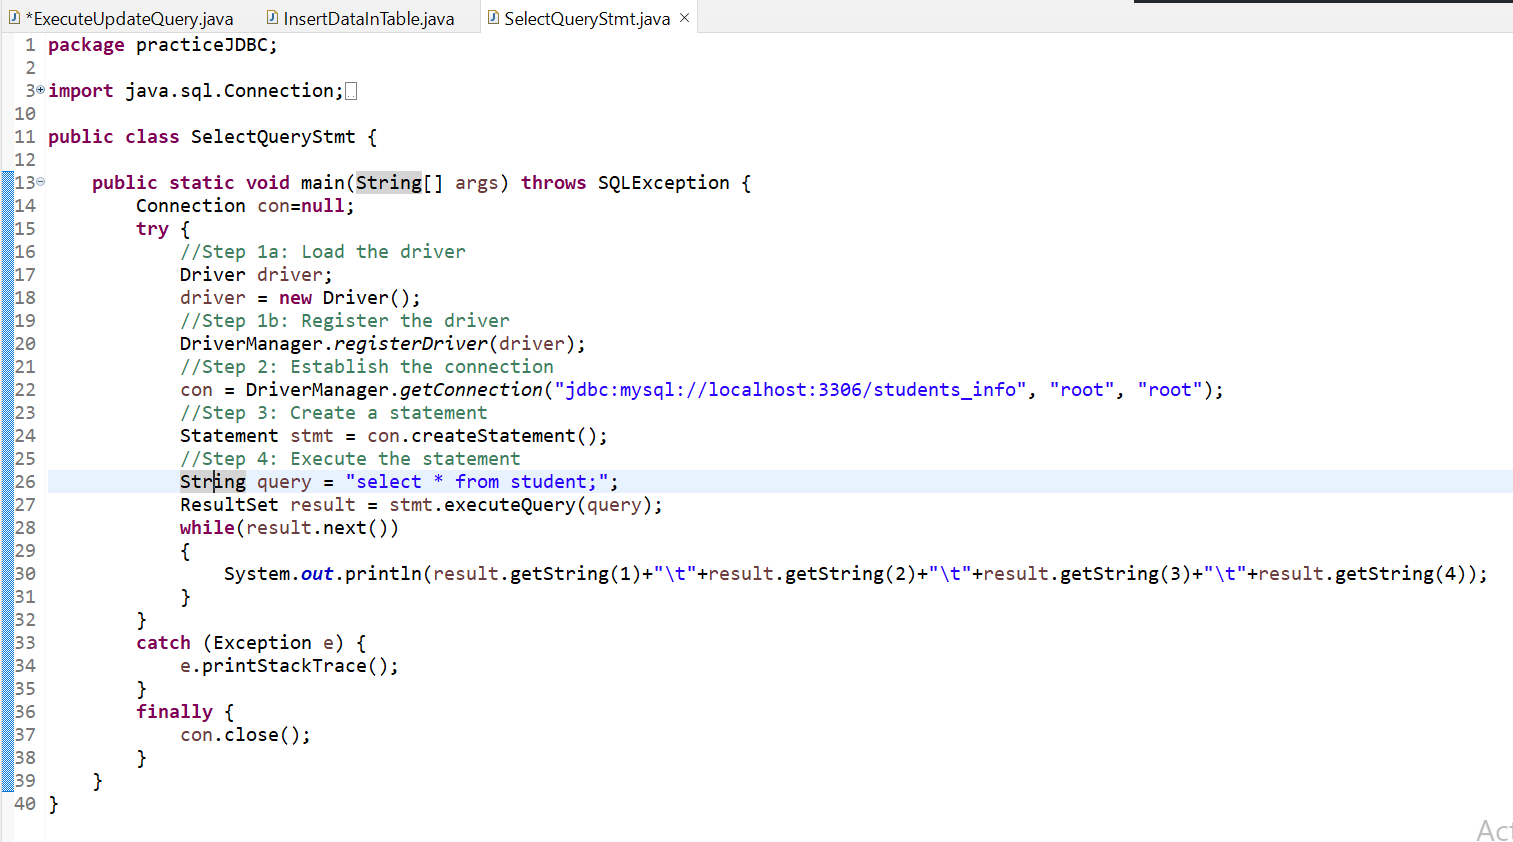 *ExecuteUpdateQuery.java InsertDataInTable.java SelectQueryStmt.java
1 package practiceJDBC;
2
3 import java.sql.Connection;
10
11 public class SelectQueryStmt {
12
13 public static void main(String[] args) throws SQLException {
14 Connection con=null;
15 try {
16 //Step 1a: Load the driver
17 Driver driver;
18 driver = new Driver();
19 //Step 1b: Register the driver
20 DriverManager.registerDriver(driver);
21 //Step 2: Establish the connection
22 con = DriverManager.getConnection("jdbc:mysql://localhost:3306/students_info", "root", "root");
23 //Step 3: Create a statement
24 Statement stmt = con.createStatement();
25 //Step 4: Execute the statement
26 String query = "select * from student;";
27 ResultSet result = stmt.executeQuery(query);
28 while(result.next())
29 {
30 System.out.println(result.getString(1)+"\t"+result.getString(2)+"\t"+result.getString(3)+"\t"+result.getString(4));
31 }
32 }
33 catch (Exception e) {
34 e.printStackTrace();
35 }
36 finally {
37 con.close();
38 }
39 }
40 }
Act